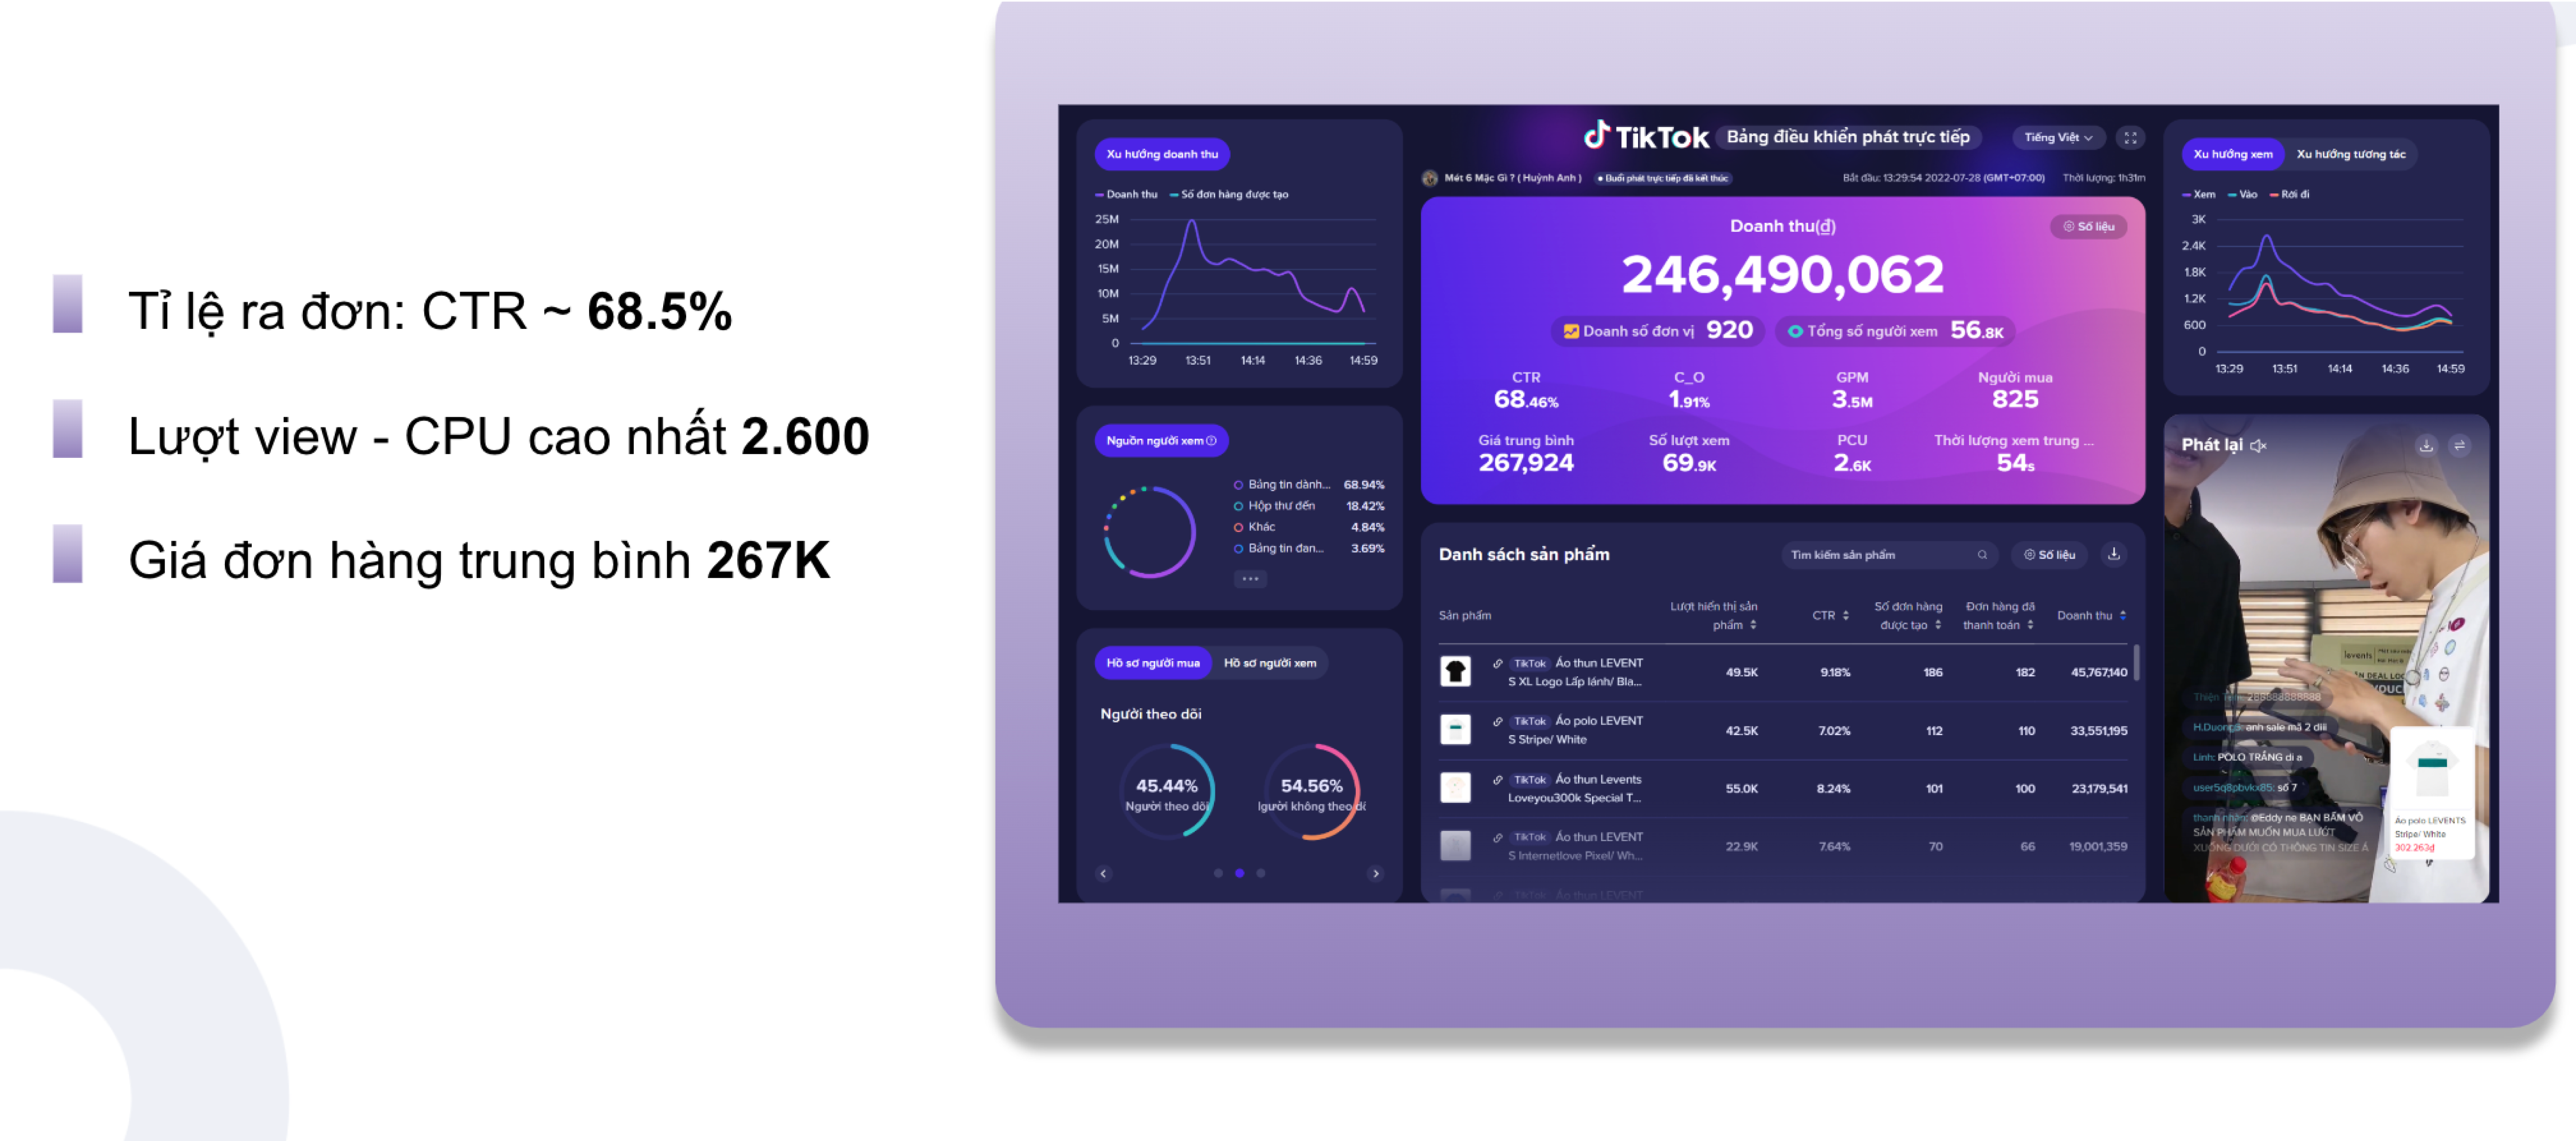 Tỉ lệ ra đơn: CTR ~ 68.5%
Lượt view - CPU cao nhất 2.600
Giá đơn hàng trung bình 267K
TikTok Bảng điều khiển phát trực tiếp
Tiếng Việt
Mét 6 Mặc Gì ? ( Huỳnh Anh )
• Buổi phát trực tiếp đã kết thúc
Bắt đầu: 13:29:54 2022-07-28 (GMT+07:00)
Thời lượng: 1h31m
Xu hướng doanh thu
Doanh thu
Số đơn hàng được tạo
25M
20M
15M
10M
5M
0
13:29 13:51 14:14 14:36 14:59
Nguồn người xem
Bảng tin dành... 68.94%
Hộp thư đến 18.42%
Khác 4.84%
Bảng tin đan... 3.69%
Hồ sơ người mua
Hồ sơ người xem
Người theo dõi
45.44%
Người theo dõi
54.56%
Doanh thu(đ)
Số liệu
246,490,062
Doanh số đơn vị 920
Tổng số người xem 56.8K
CTR C_O GPM Người mua
68.46% 1.91% 3.5M 825
Giá trung bình Số lượt xem PCU Thời lượng xem trung ...
267,924 69.9K 2.6K 54s
Danh sách sản phẩm
Tìm kiếm sản phẩm
Số liệu
Sản phẩm
Lượt hiển thị sản
phẩm
CTR
Số đơn hàng
được tạo
Đơn hàng đã
thanh toán
Doanh thu
TikTok Áo thun LEVENT
S XL Logo Lấp lánh/ Bla...
49.5K 9.18% 186 182 45,767,140
TikTok Áo polo LEVENT
S Stripe/ White
42.5K 7.02% 112 110 33,551,195
TikTok Áo thun Levents
Loveyou300k Special T...
55.0K 8.24% 101 100 23,179,541
TikTok Áo thun LEVENT
S Internetlove Pixel/ Wh...
22.9K 7.64% 70 66 19,001,359
TikTok Áo thun LEVENT
Xu hướng xem
Xu hướng tương tác
Xem
Vào
Rời đi
3K
2.4K
1.8K
1.2K
600
0
13:29 13:51 14:14 14:36 14:59
Phát lại
levents
H.Duong anh sale mã 2 diii
Linh: POLO TRẮNG di a
số 7
@Eddy ne BẠN BẤM VÔ
SẢN PHẨM MUỐN MUA LƯỚT
XUỐNG DƯỚI CÓ THÔNG TIN SIZE Á
Áo polo LEVENTS
Stripe/ White
302.263₫